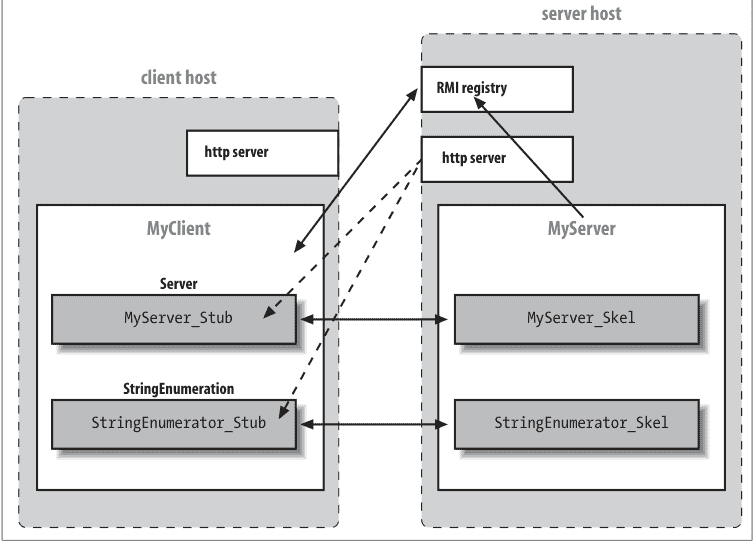 server host
client host
RMI registry
http server
http server
MyClient
MyServer
Server
MyServer_Stub
MyServer_Skel
StringEnumeration
StringEnumerator_Stub
StringEnumerator_Skel